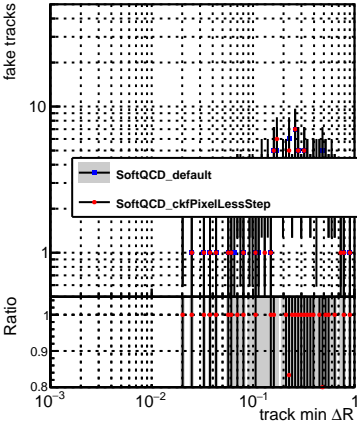 fake tracks
10
SoftQCD_default
SoftQCD_ckfPixelLessStep
1
Ratio
1
0.9
0.8
10⁻³ 10⁻² 10⁻¹ 1
track min ΔR